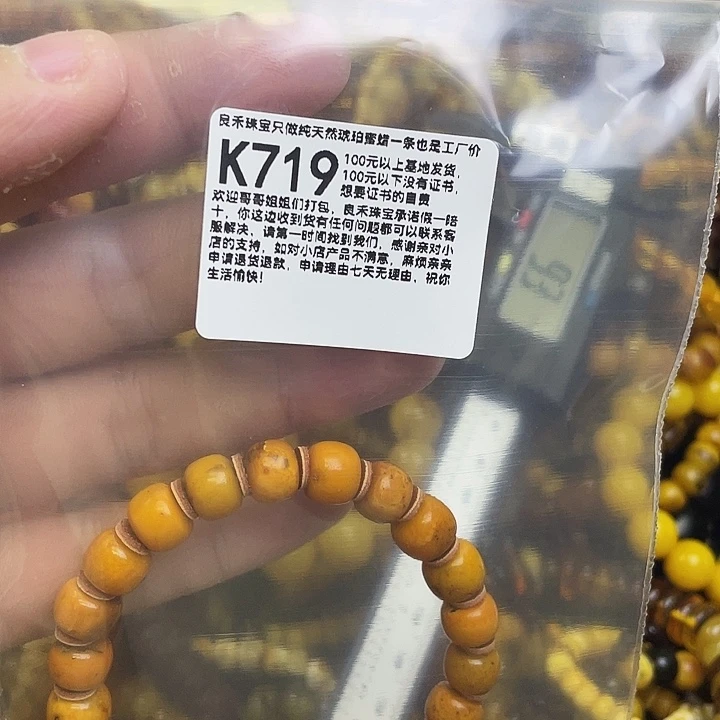 良禾珠宝只做纯天然琥珀蜜蜡一条也是工厂价
K719
100元以上基地发货,
100元以下没有证书,
想要证书的自费
欢迎哥哥姐姐们打包, 良禾珠宝承诺假一赔
十, 你这边收到货有任何问题都可以联系客
服解决、请第一时间找到我们, 感谢亲对小
店的支持, 如对小店产品不满意, 麻烦亲亲
申请退货退款, 申请理由七天无理由、祝你
生活愉快!